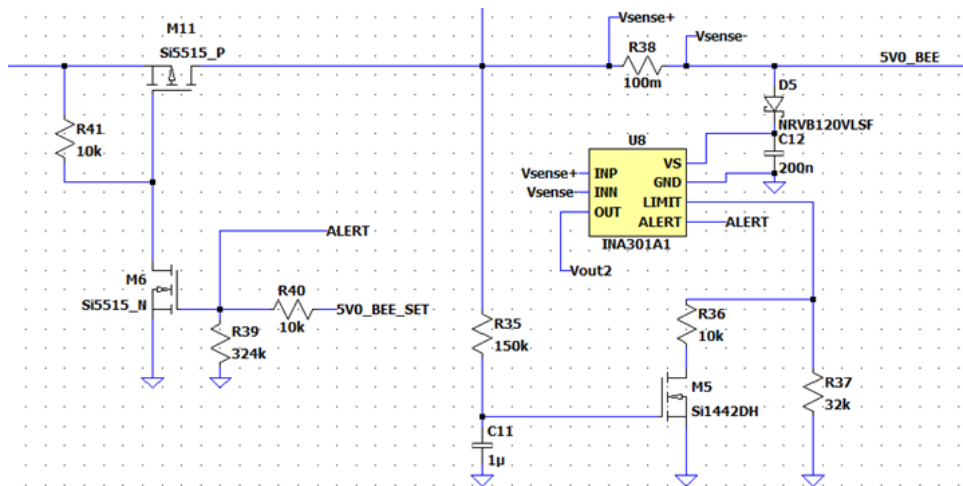 M11
Si5515_P
R41
10k
Vsense+
Vsense-
R38
100m
5V0_BEE
D5
NRVB120VLSF
C12
200n
U8
VS
Vsense+
INP
GND
Vsense-
INN
LIMIT
OUT
ALERT
ALERT
INA301A1
Vout2
ALERT
M6
Si5515_N
R40
10k
5V0_BEE_SET
R39
324k
R35
150k
R36
10k
M5
Si1442DH
R37
32k
C11
1µ